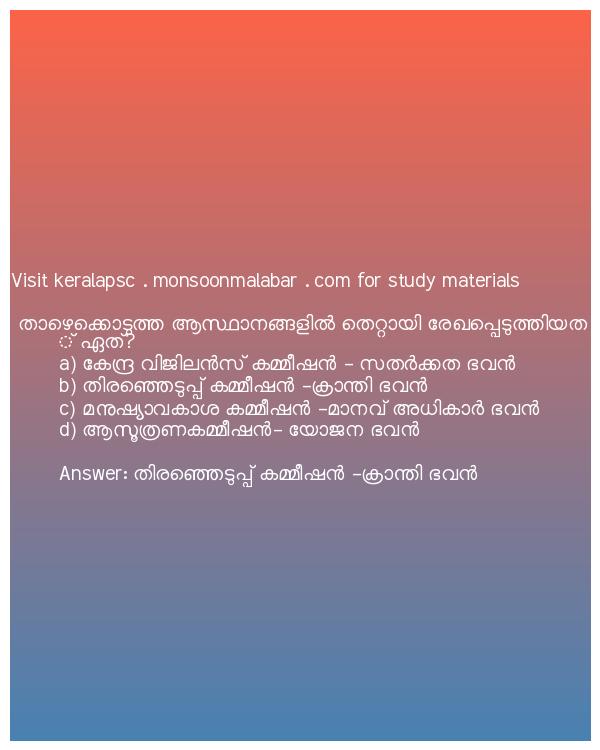 Visit keralapsc . monsoonmalabar . com for study materials
താഴെക്കൊടുത്ത ആസ്ഥാനങ്ങളിൽ തെറ്റായി രേഖപ്പെടുത്തിയത
് ഏത്?
a) കേന്ദ്ര വിജിലൻസ് കമ്മീഷൻ - സതർക്കത ഭവൻ
b) തിരഞ്ഞെടുപ്പ് കമ്മീഷൻ -ക്രാന്തി ഭവൻ
c) മനുഷ്യാവകാശ കമ്മീഷൻ -മാനവ് അധികാർ ഭവൻ
d) ആസൂത്രണകമ്മീഷൻ- യോജന ഭവൻ
Answer: തിരഞ്ഞെടുപ്പ് കമ്മീഷൻ -ക്രാന്തി ഭവൻ